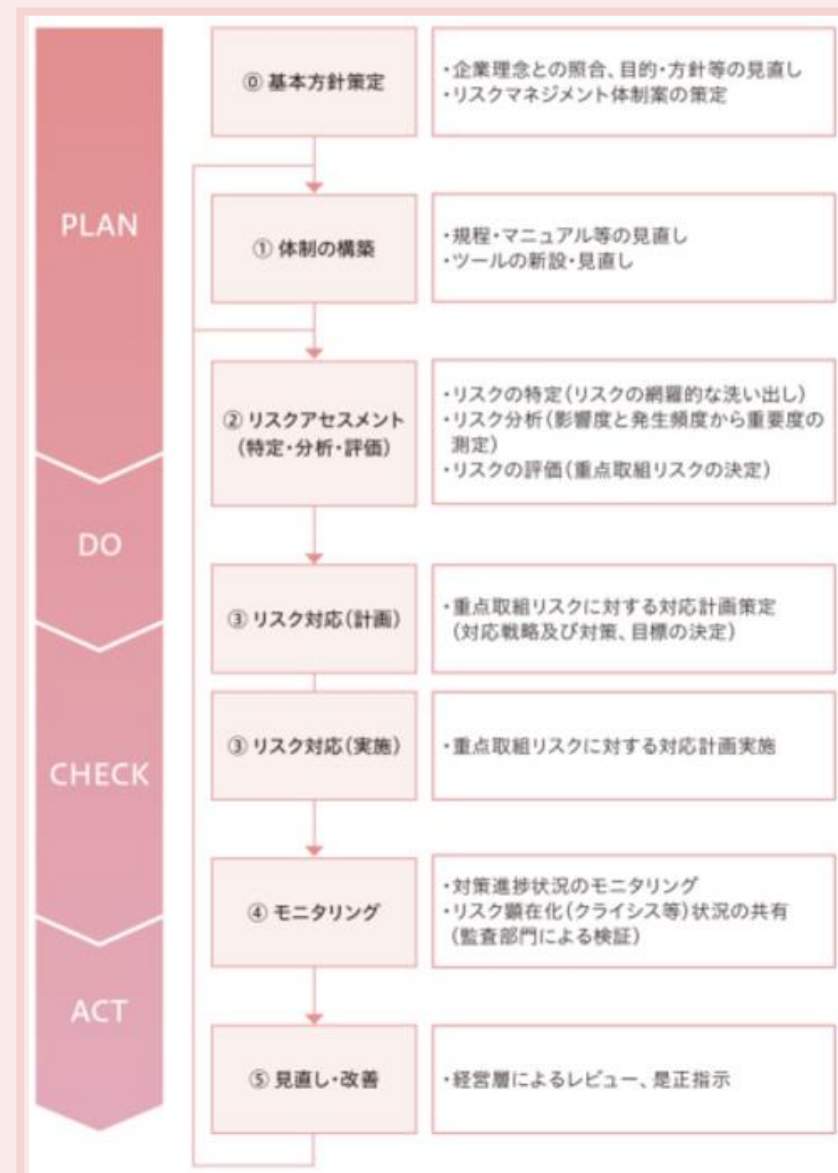 PLAN
DO
CHECK
ACT
⓪ 基本方針策定
・企業理念との照合、目的・方針等の見直し
・リスクマネジメント体制案の策定
① 体制の構築
・規程・マニュアル等の見直し
・ツールの新設・見直し
② リスクアセスメント
(特定・分析・評価)
・リスクの特定(リスクの網羅的な洗い出し)
・リスク分析(影響度と発生頻度から重要度の
測定)
・リスクの評価(重点取組リスクの決定)
③ リスク対応(計画)
・重点取組リスクに対する対応計画策定
(対応戦略及び対策、目標の決定)
③ リスク対応(実施)
・重点取組リスクに対する対応計画実施
④ モニタリング
・対策進捗状況のモニタリング
・リスク顕在化(クライシス等)状況の共有
(監査部門による検証)
⑤ 見直し・改善
・経営層によるレビュー、是正指示